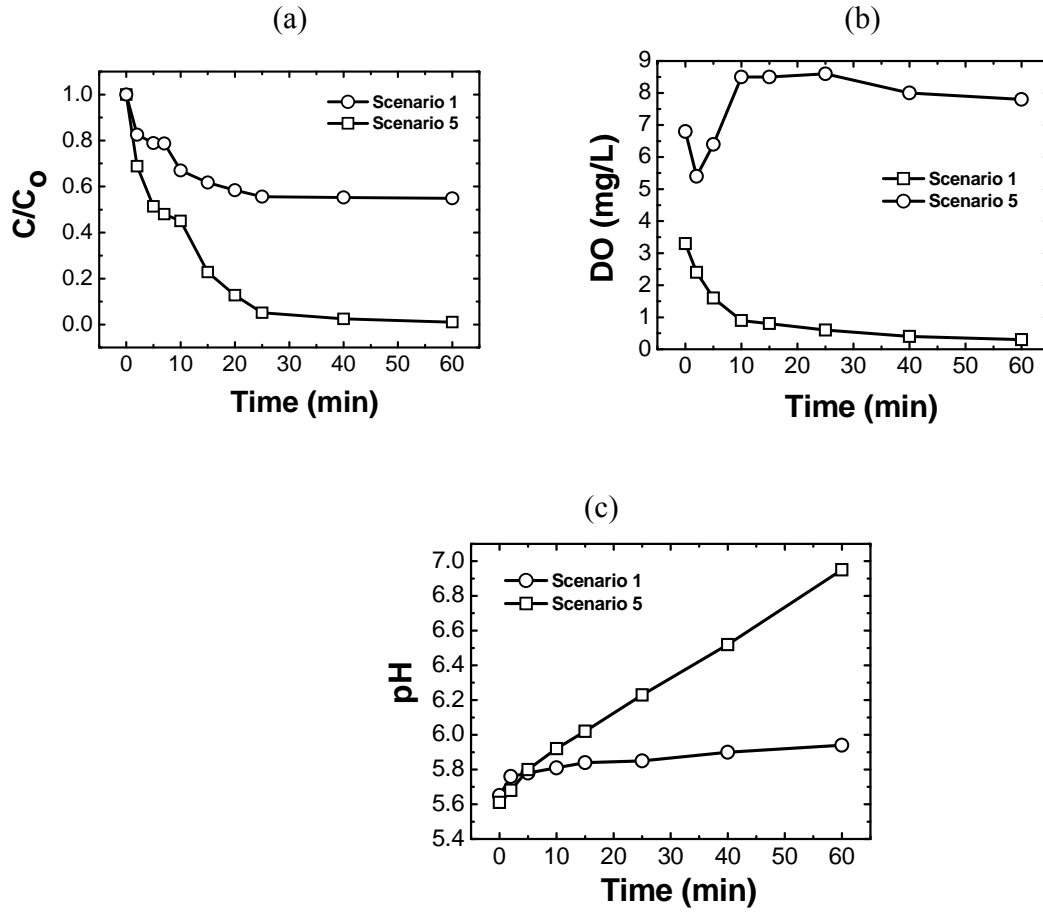 (a)
C/C₀
1.0
0.8
0.6
0.4
0.2
0.0
Scenario 1
Scenario 5
0 10 20 30 40 50 60
Time (min)
(b)
DO (mg/L)
9
8
7
6
5
4
3
2
1
0
Scenario 1
Scenario 5
0 10 20 30 40 50 60
Time (min)
(c)
pH
7.0
6.8
6.6
6.4
6.2
6.0
5.8
5.6
5.4
Scenario 1
Scenario 5
0 10 20 30 40 50 60
Time (min)